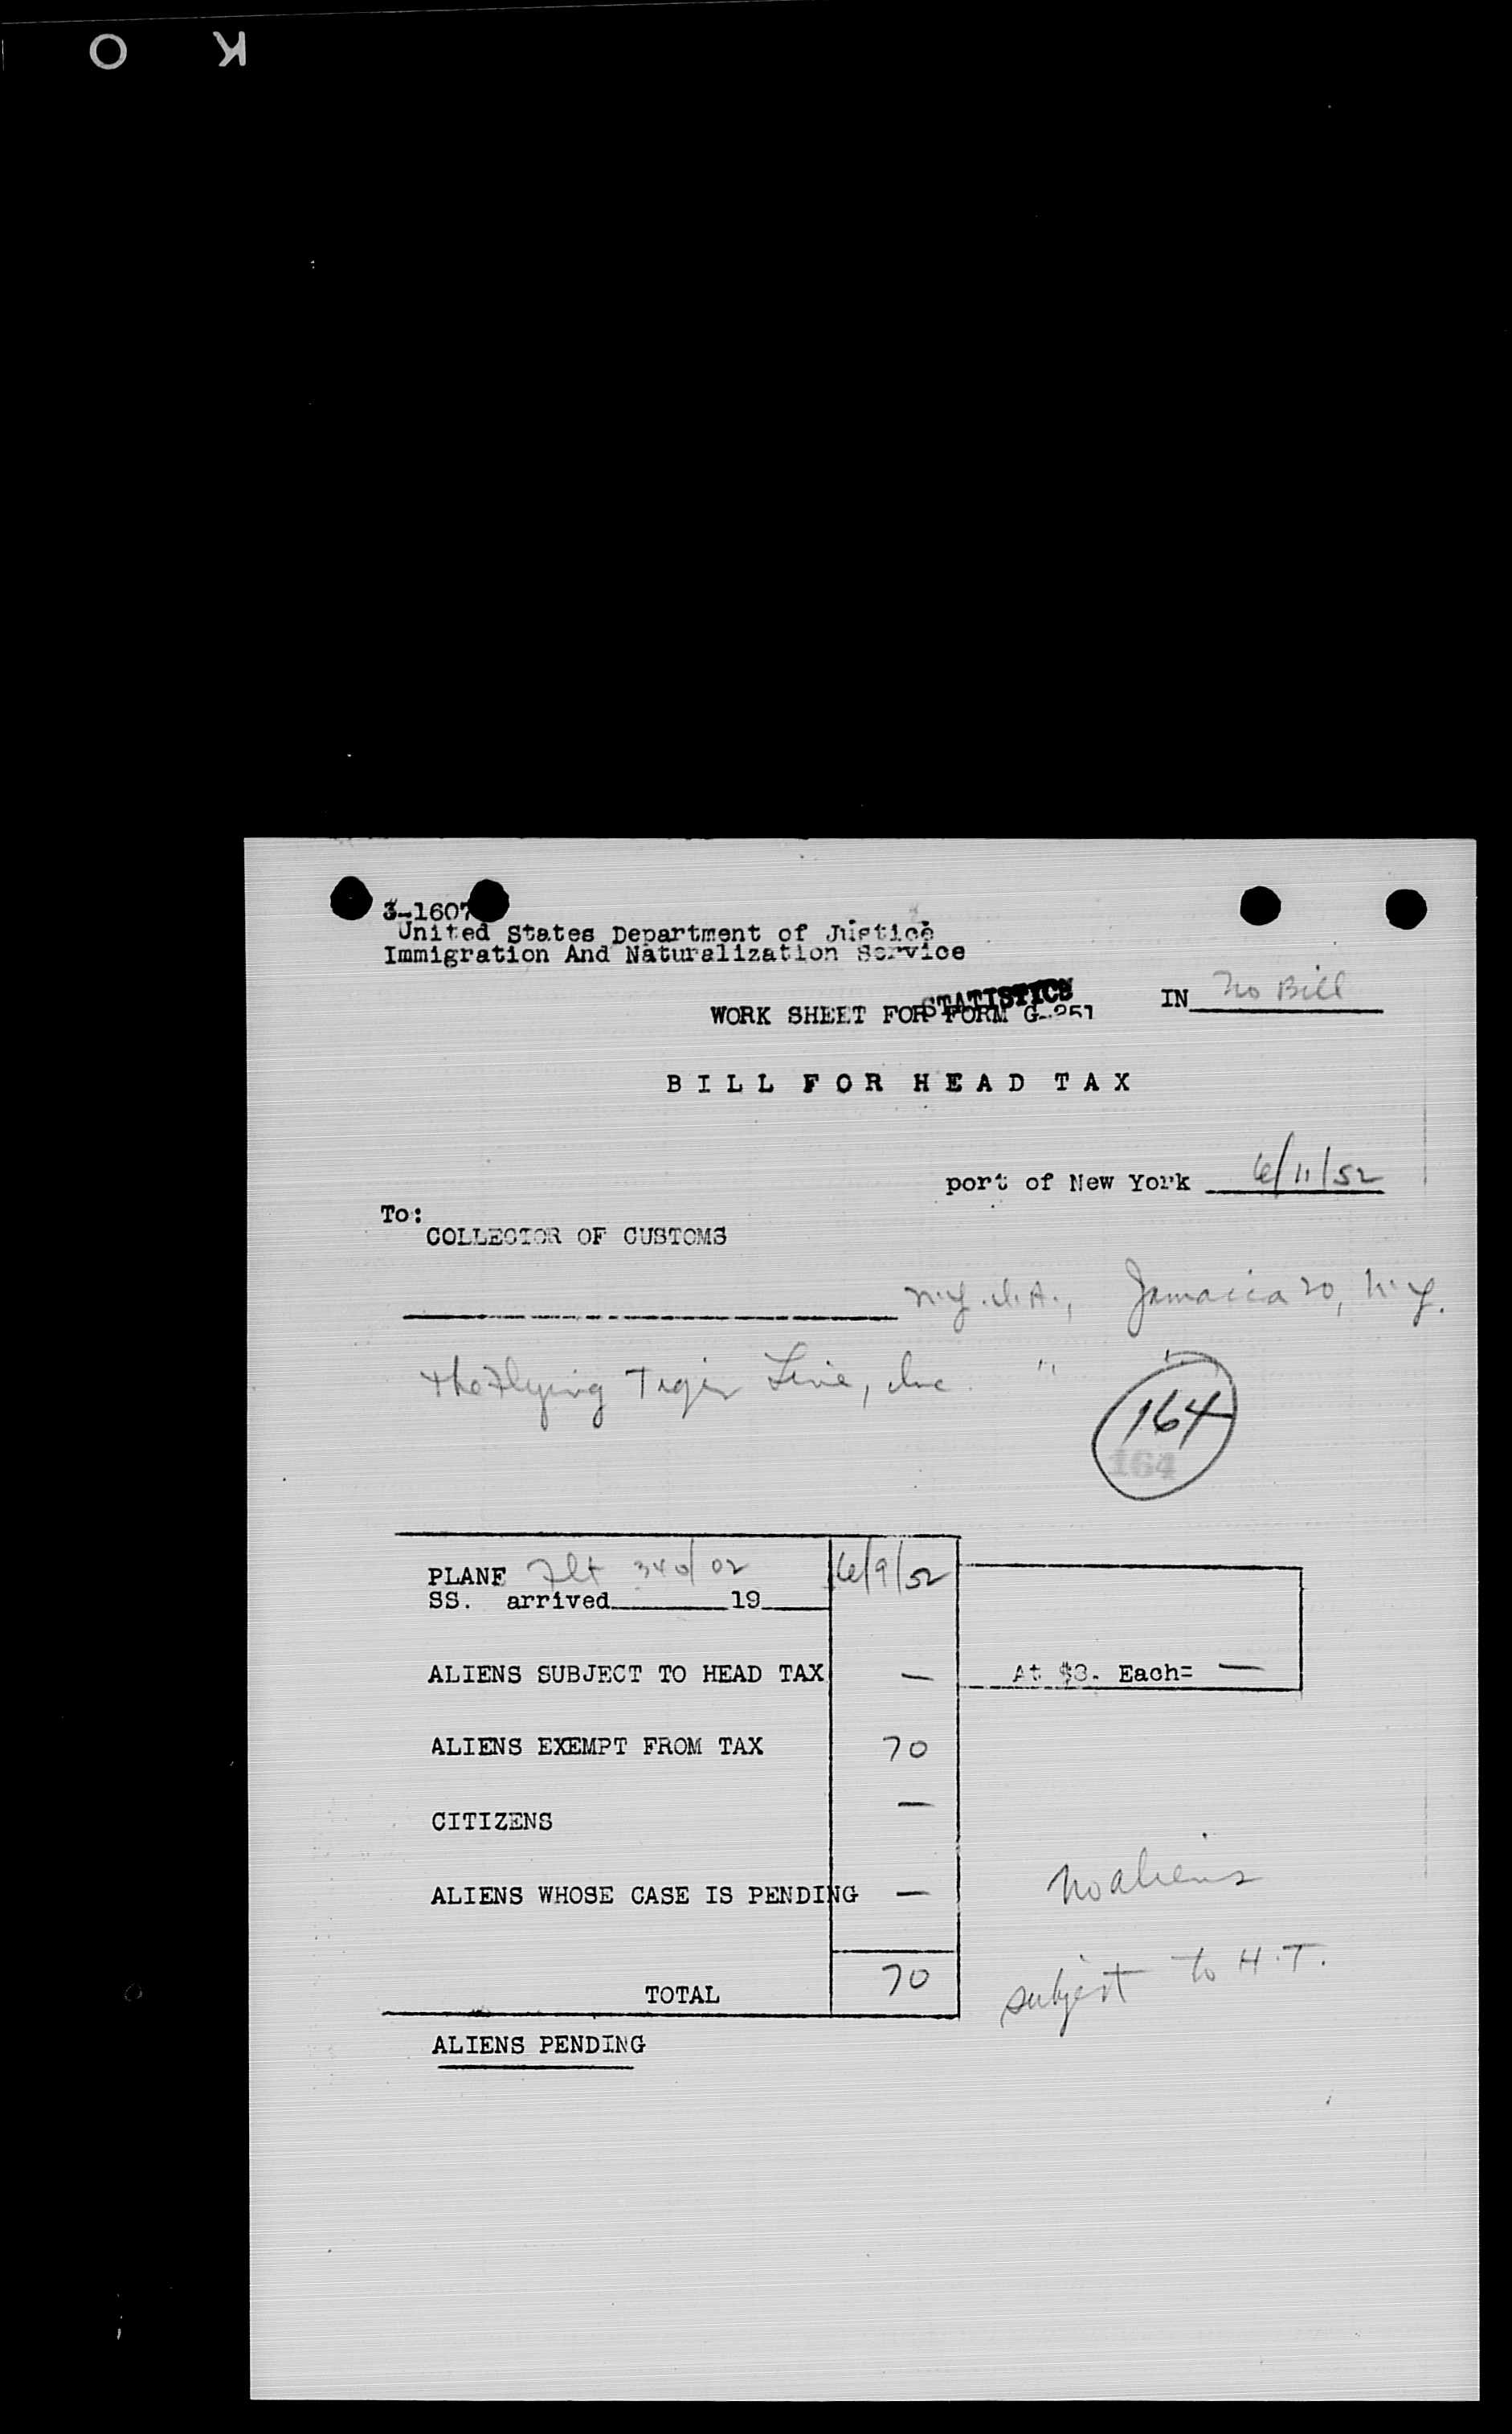 O K
3-1607
United States Department of Justice
Immigration And Naturalization Service
STATISTICS
WORK SHEET FOR FORM G-251
IN No Bill
BILL FOR HEAD TAX
port of New York 6/11/52
To:
COLLECTOR OF CUSTOMS
N.Y.I.A., Jamaica 20, N.Y.
The Flying Tiger Line, Inc. " "
164
164
PLANE Flt 340/02 6/9/52
SS. arrived 19
ALIENS SUBJECT TO HEAD TAX — At $8. Each= —
ALIENS EXEMPT FROM TAX 70
CITIZENS —
ALIENS WHOSE CASE IS PENDING —
No aliens
subject to H.T.
TOTAL 70
ALIENS PENDING